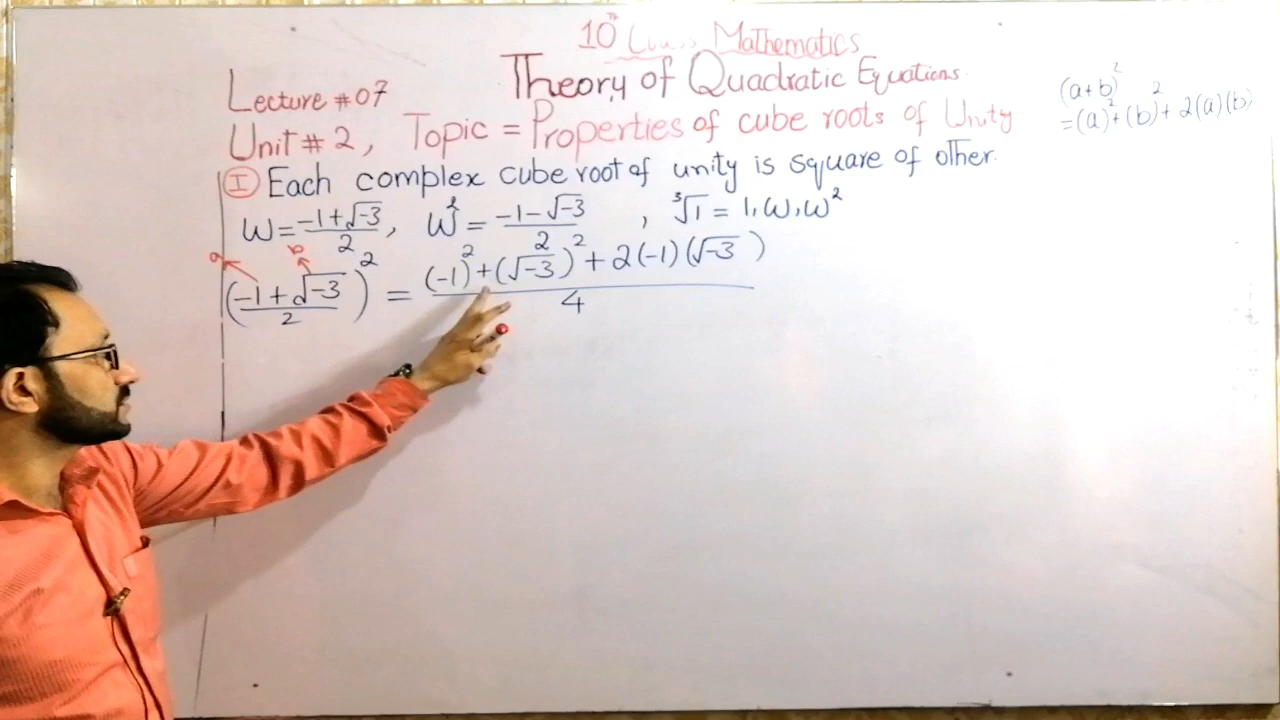 10th Class Mathematics
Theory of Quadratic Equations.
Lecture # 07
Unit # 2, Topic = Properties of cube roots of Unity
(a+b)²
=(a)²+(b)²+2(a)(b)
I Each complex cube root of unity is square of other.
ω = (-1+√-3)/2, ω² = (-1-√-3)/2, ∛1 = 1, ω, ω²
a b
((-1+√-3)/2)² = ((-1)²+(√-3)²+2(-1)(√-3))/4